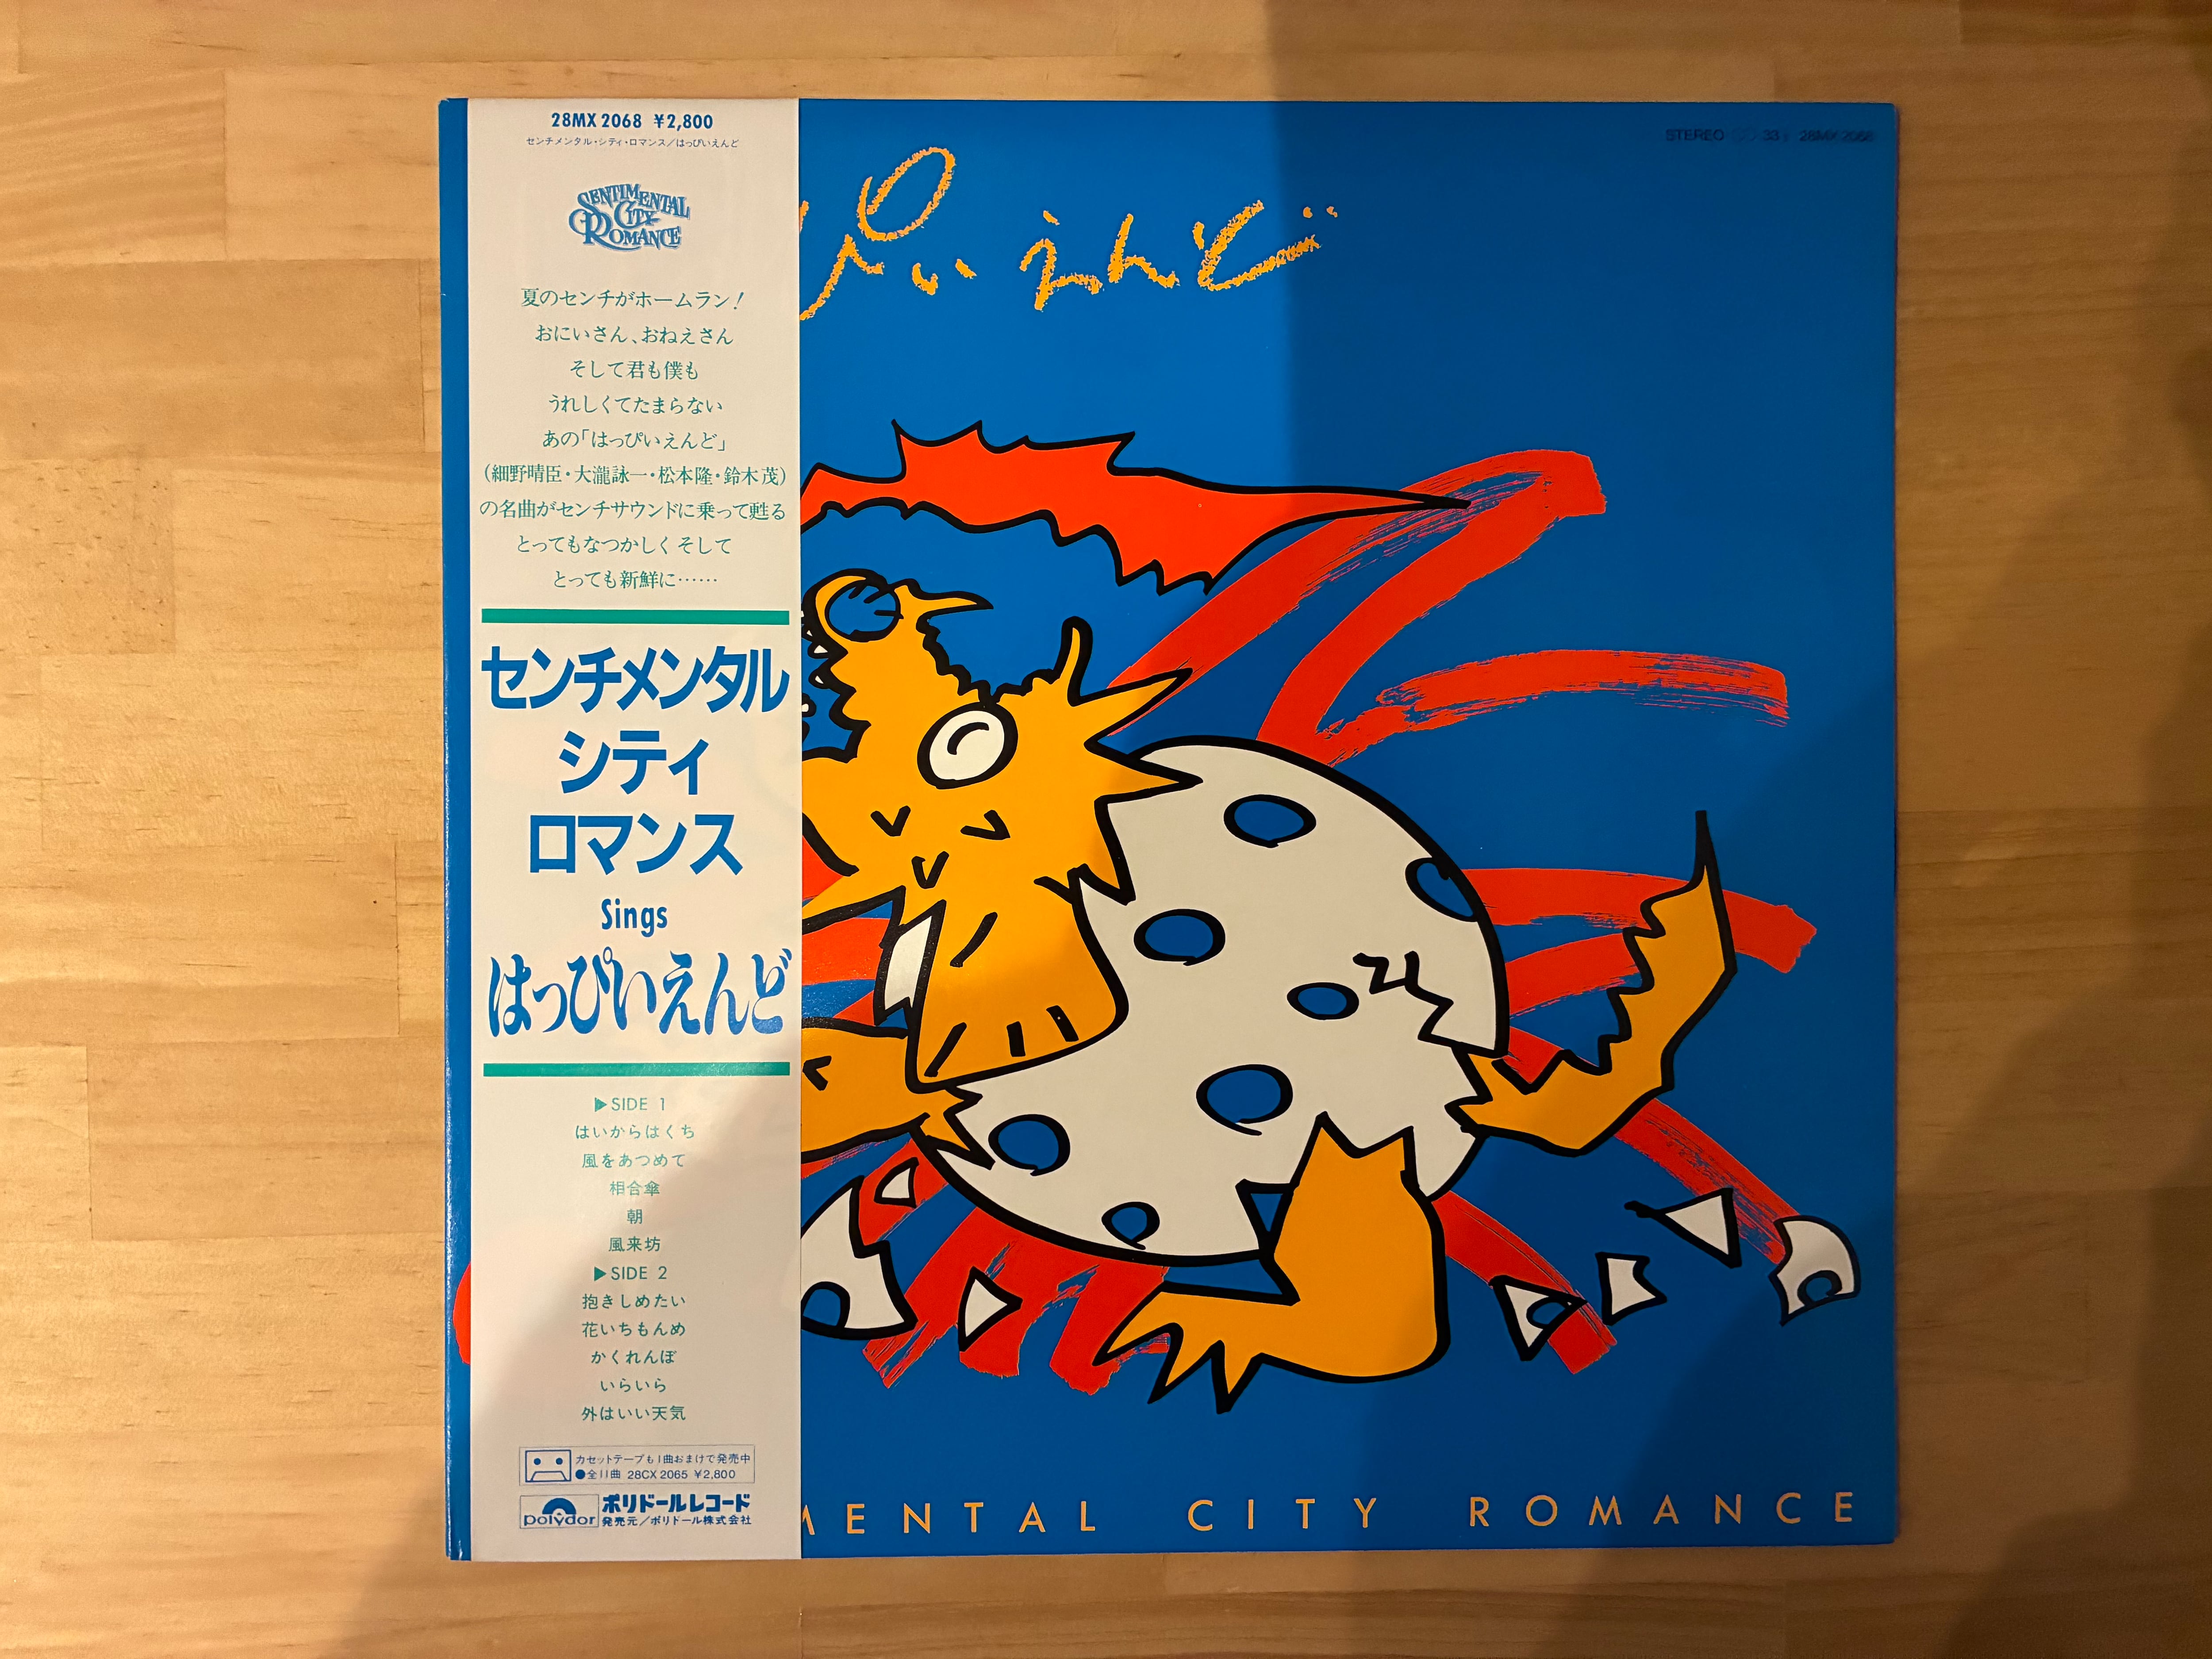 28MX 2068 ¥2,800
センチメンタル・シティ・ロマンス/はっぴいえんど
SENTIMENTAL
CITY
ROMANCE
夏のセンチがホームラン!
おにいさん、おねえさん
そして君も僕も
うれしくてたまらない
あの「はっぴいえんど」
(細野晴臣・大瀧詠一・松本隆・鈴木茂)
の名曲がセンチサウンドに乗って甦る
とってもなつかしく そして
とっても新鮮に……
センチメンタル
シティ
ロマンス
Sings
はっぴいえんど
▶SIDE 1
はいからはくち
風をあつめて
相合傘
朝
風来坊
▶SIDE 2
抱きしめたい
花いちもんめ
かくれんぼ
いらいら
外はいい天気
カセットテープも1曲おまけで発売中
●全11曲 28CX 2065 ¥2,800
polydor
ポリドールレコード
発売元/ポリドール株式会社
STEREO 33⅓ 28MX 2068
ぴいえんど
MENTAL CITY ROMANCE